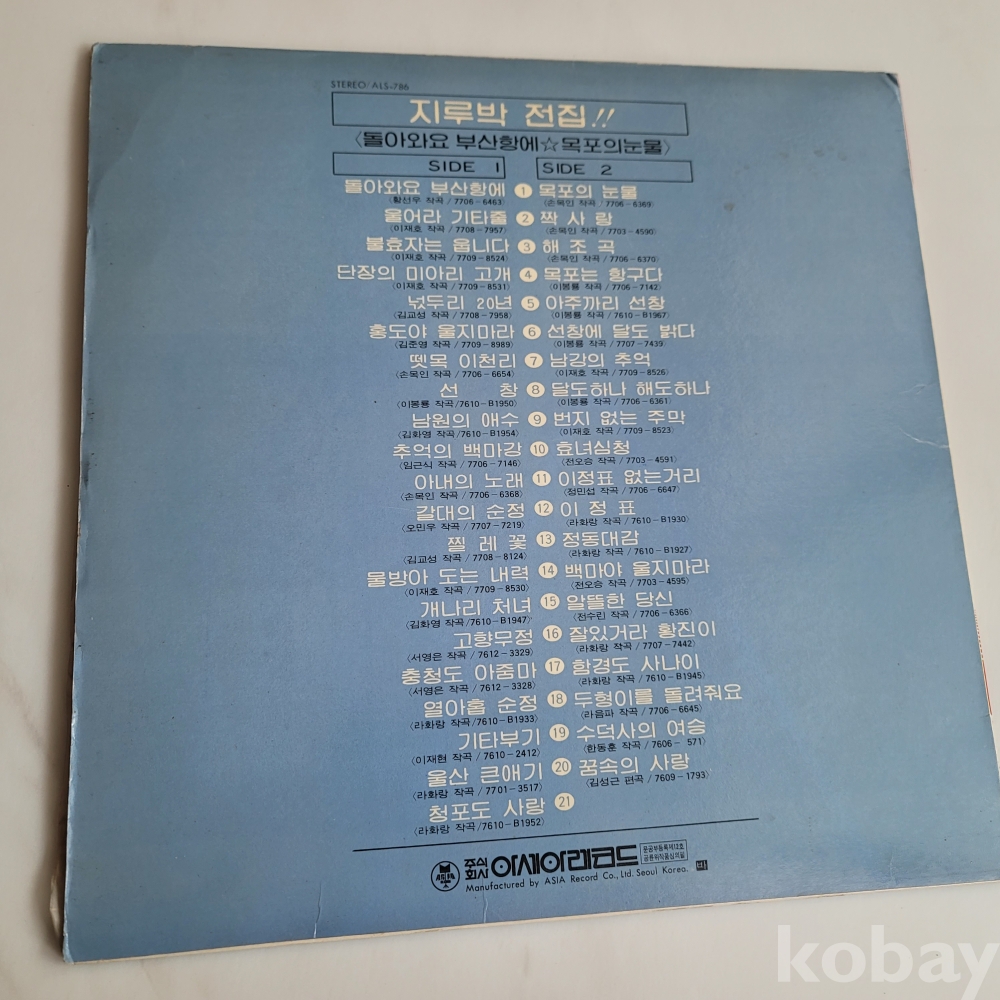 STEREO/ALS-786
지루박 전집!!
〈돌아와요 부산항에☆목포의눈물〉
SIDE 1 SIDE 2
돌아와요 부산항에 1 목포의 눈물
(황선우 작곡 / 7706-6463) (손목인 작곡 / 7706-6369)
울어라 기타줄 2 짝 사 랑
(이재호 작곡 / 7708-7957) (손목인 작곡 / 7703-4590)
불효자는 웁니다 3 해 조 곡
(이재호 작곡 / 7709-8524) (손목인 작곡 / 7706-6370)
단장의 미아리 고개 4 목포는 항구다
(이재호 작곡 / 7709-8531) (이봉룡 작곡 / 7706-7142)
넋두리 20년 5 아주까리 선창
(김교성 작곡 / 7708-7958) (이봉룡 작곡 / 7610-B1967)
홍도야 울지마라 6 선창에 달도 밝다
(김준영 작곡 / 7709-8989) (이봉룡 작곡 / 7707-7439
뗏목 이천리 7 남강의 추억
(손목인 작곡 / 7706-6654) (이재호 작곡 / 7709-8526)
선 창 8 달도하나 해도하나
(이봉룡 작곡/7610-B1950) (이봉룡 작곡 / 7706-6361)
남원의 애수 9 번지 없는 주막
(김화영 작곡/7610-B1954) (이재호 작곡 / 7709-8523)
추억의 백마강 10 효녀심청
(임근식 작곡 / 7706-7146) (전오승 작곡 / 7703-4591)
아내의 노래 11 이정표 없는거리
(손목인 작곡 / 7706-6368) (정민섭 작곡 / 7706-6647)
갈대의 순정 12 이 정 표
(오민우 작곡 / 7707-7219) (라화랑 작곡 / 7610-B1930)
찔 레 꽃 13 정동대감
(김교성 작곡 / 7708-8124) (라화랑 작곡 / 7610-B1927)
물방아 도는 내력 14 백마야 울지마라
(이재호 작곡 / 7709-8530) (전오승 작곡 / 7703-4595)
개나리 처녀 15 알뜰한 당신
(김화영 작곡 / 7610-B1947) (전수린 작곡 / 7706-6366)
고향무정 16 잘있거라 황진이
(서영은 작곡 / 7612-3329) (라화랑 작곡 / 7707-7442)
충청도 아줌마 17 함경도 사나이
(서영은 작곡 / 7612-3328) (라화랑 작곡 / 7610-B1945)
열아홉 순정 18 두형이를 돌려줘요
(라화랑 작곡/7610-B1933) (라음파 작곡 / 7706-6645)
기타부기 19 수덕사의 여승
(이재현 작곡 / 7610-2412) (한동훈 작곡 / 7606- 571)
울산 큰애기 20 꿈속의 사랑
(라화랑 작곡 / 7701-3517) (김성근 편곡 / 7609-1793)
청포도 사랑 21
(라화랑 작곡/7610-B1952)
주식회사 아세아레코드
Manufactured by ASIA Record Co., Ltd. Seoul Korea.
kobay